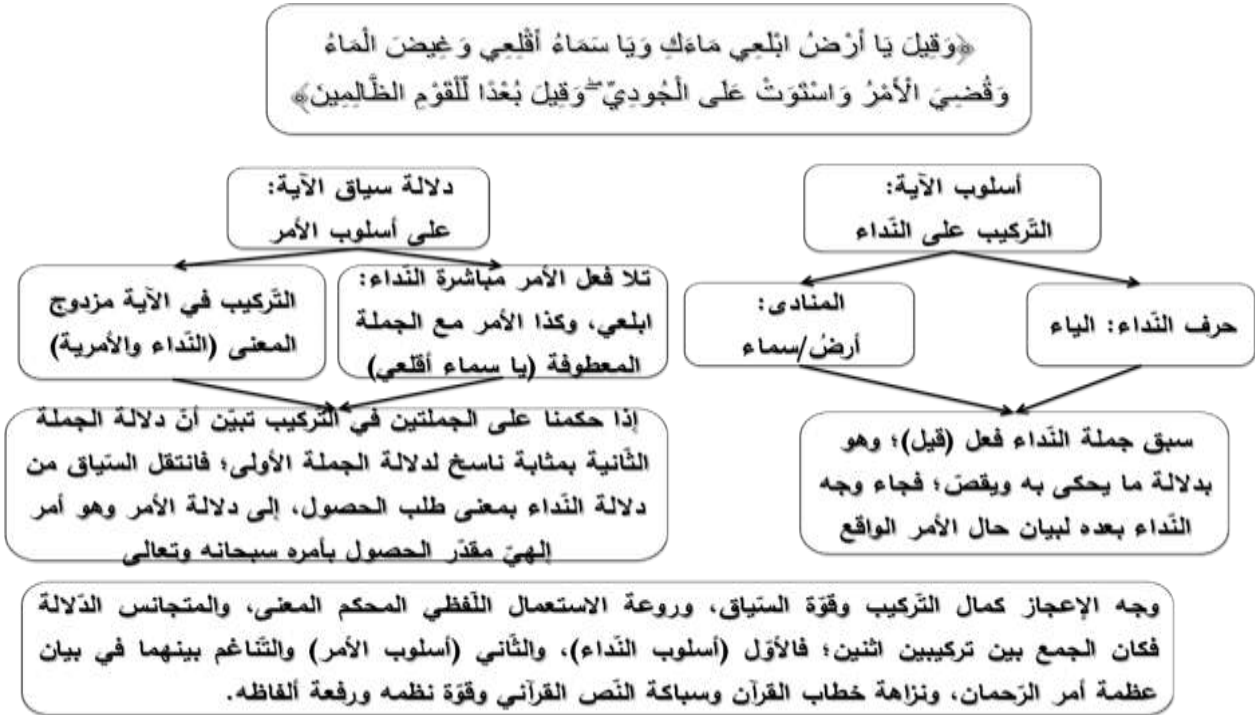 ﴿وَقِيلَ يَا أَرْضُ ابْلَعِي مَاءَكِ وَيَا سَمَاءُ أَقْلِعِي وَغِيضَ الْمَاءُ
وَقُضِيَ الْأَمْرُ وَاسْتَوَتْ عَلَى الْجُودِيِّ ۖ وَقِيلَ بُعْدًا لِّلْقَوْمِ الظَّالِمِينَ﴾
أسلوب الآية:
التّركيب على النّداء
دلالة سياق الآية:
على أسلوب الأمر
حرف النّداء: الياء
المنادى:
أرضُ/سماء
تلا فعل الأمر مباشرة النّداء:
ابلعي، وكذا الأمر مع الجملة
المعطوفة (يا سماء أقلعي)
التّركيب في الآية مزدوج
المعنى (النّداء والأمرية)
سبق جملة النّداء فعل (قيل)؛ وهو
بدلالة ما يحكى به ويقصّ؛ فجاء وجه
النّداء بعده لبيان حال الأمر الواقع
إذا حكمنا على الجملتين في التركيب تبيّن أنّ دلالة الجملة
الثّانية بمثابة ناسخ لدلالة الجملة الأولى؛ فانتقل السّياق من
دلالة النّداء بمعنى طلب الحصول، إلى دلالة الأمر وهو أمر
إلهيّ مقدّر الحصول بأمره سبحانه وتعالى
وجه الإعجاز كمال التّركيب وقوّة السّياق، وروعة الاستعمال اللّفظي المحكم المعنى، والمتجانس الدّلالة
فكان الجمع بين تركيبين اثنين؛ فالأوّل (أسلوب النّداء)، والثّاني (أسلوب الأمر) والتّناغم بينهما في بيان
عظمة أمر الرّحمان، ونزاهة خطاب القرآن وسباكة النّص القرآني وقوّة نظمه ورفعة ألفاظه.